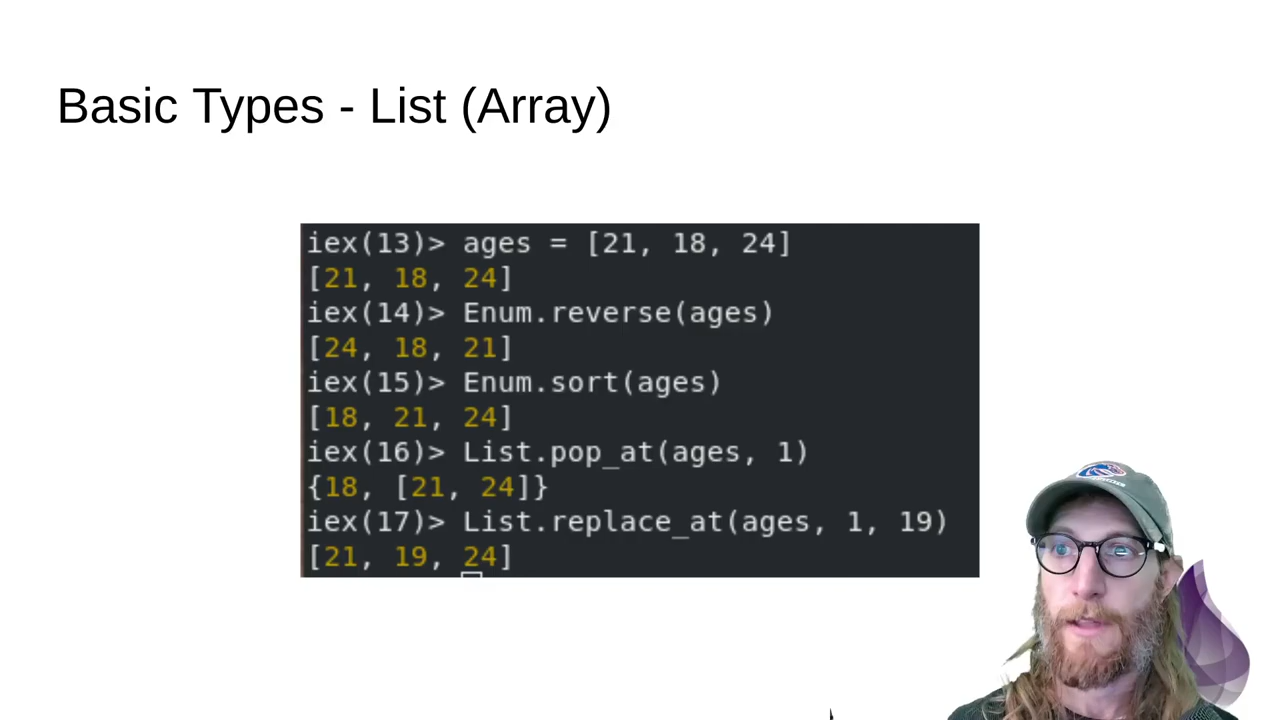 Basic Types - List (Array)
iex(13)> ages = [21, 18, 24]
[21, 18, 24]
iex(14)> Enum.reverse(ages)
[24, 18, 21]
iex(15)> Enum.sort(ages)
[18, 21, 24]
iex(16)> List.pop_at(ages, 1)
{18, [21, 24]}
iex(17)> List.replace_at(ages, 1, 19)
[21, 19, 24]